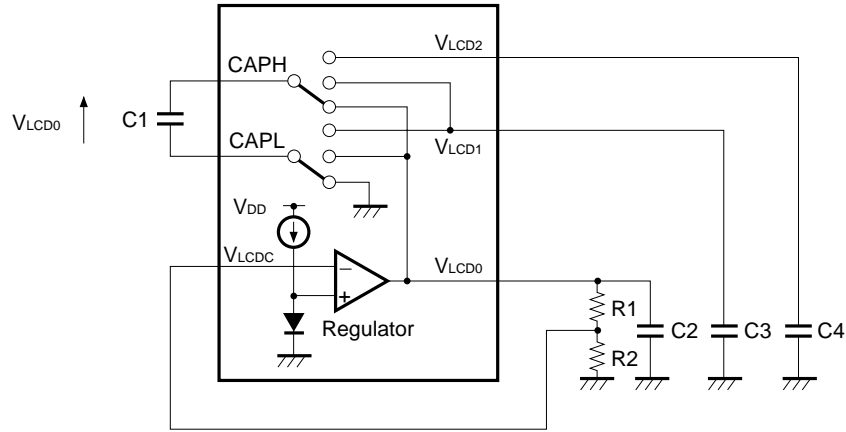 VLCD2
CAPH
VLCD0
C1
CAPL
VLCD1
VDD
VLCDC
VLCD0
−
+
Regulator
R1
R2
C2
C3
C4